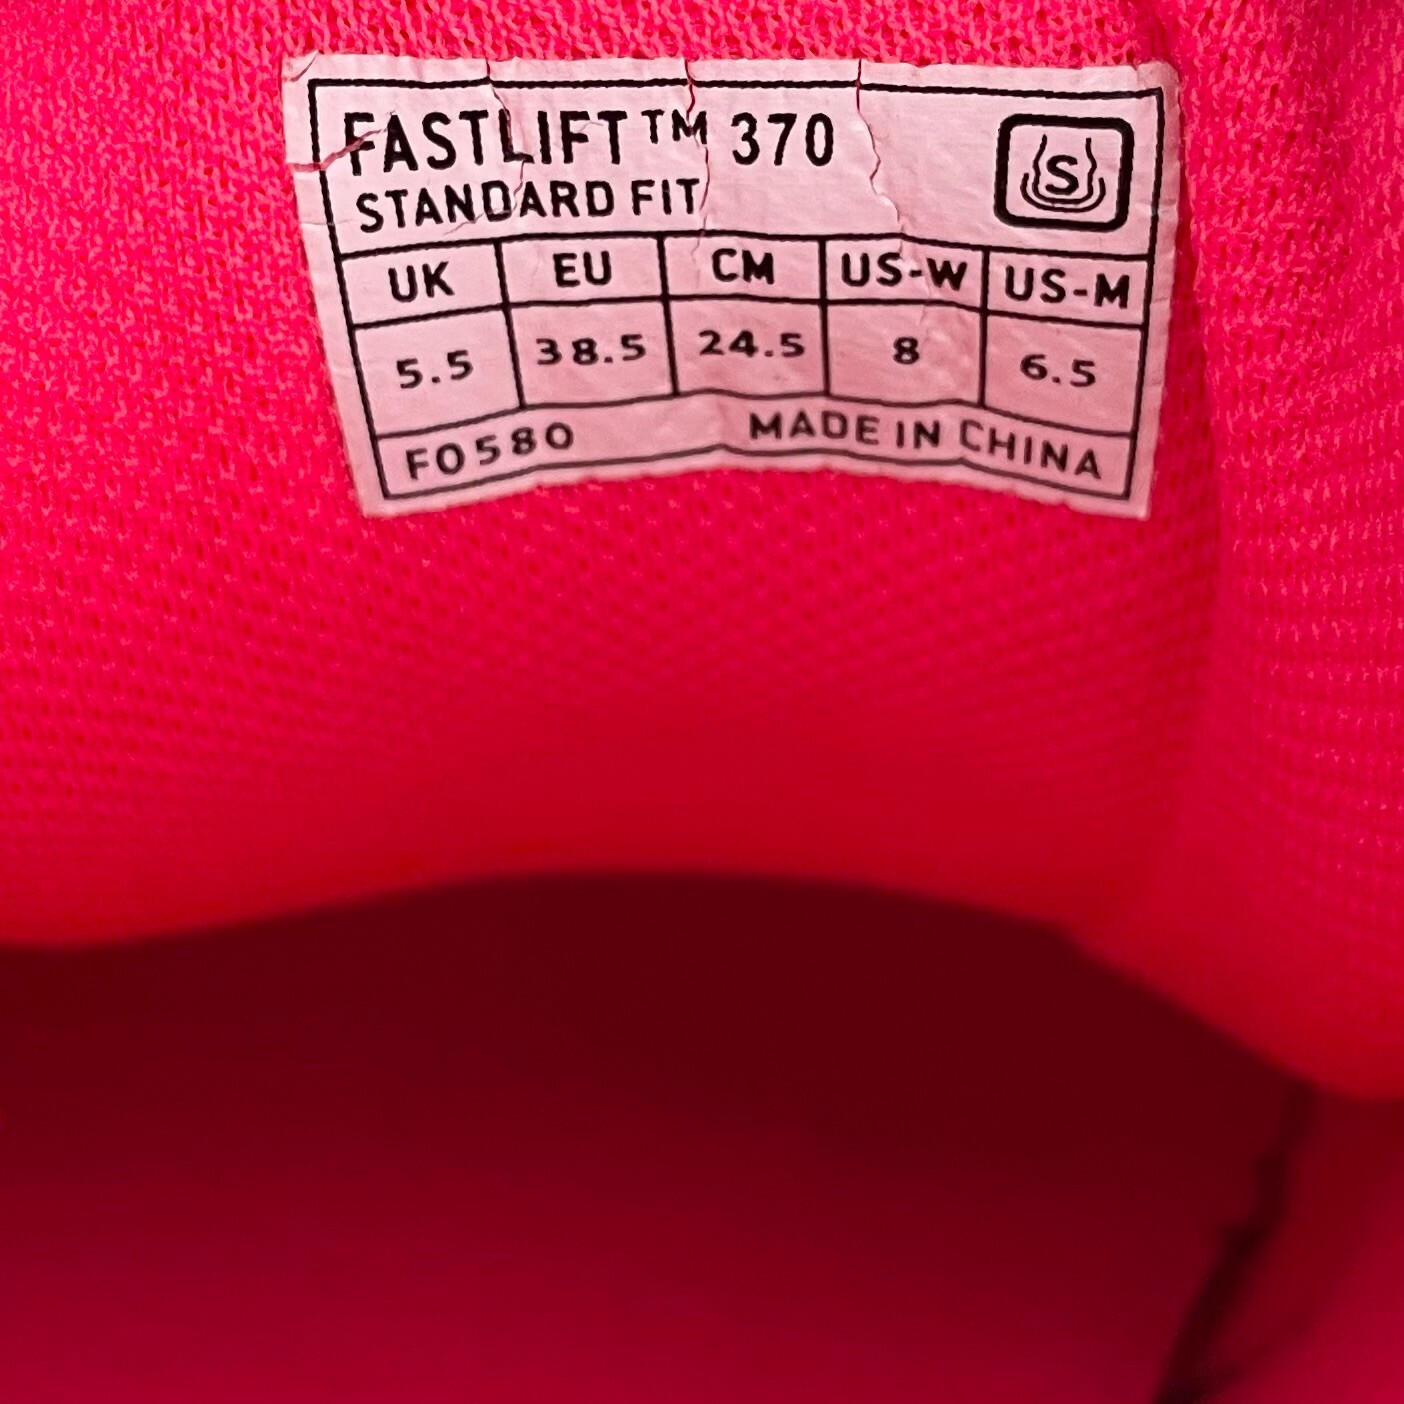 FASTLIFT™ 370
STANDARD FIT
S
UK EU CM US-W US-M
5.5 38.5 24.5 8 6.5
F0580 MADE IN CHINA